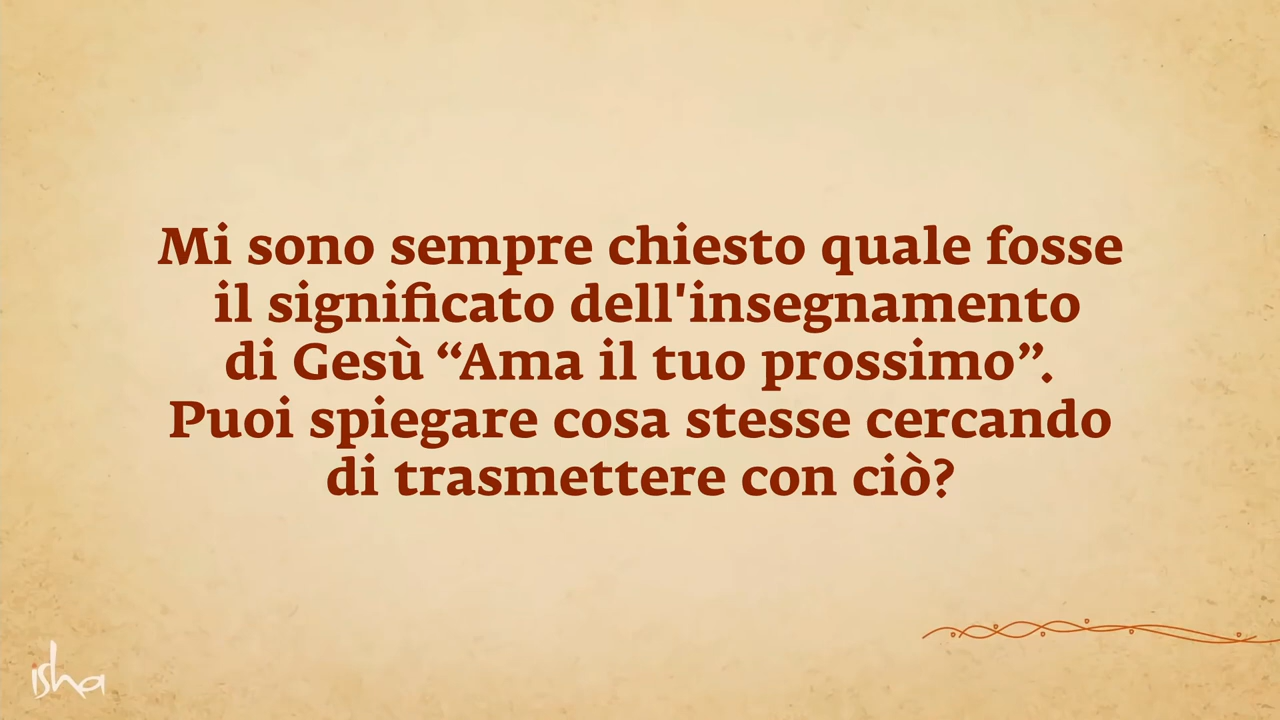 Mi sono sempre chiesto quale fosse
il significato dell'insegnamento
di Gesù “Ama il tuo prossimo”.
Puoi spiegare cosa stesse cercando
di trasmettere con ciò?
isha